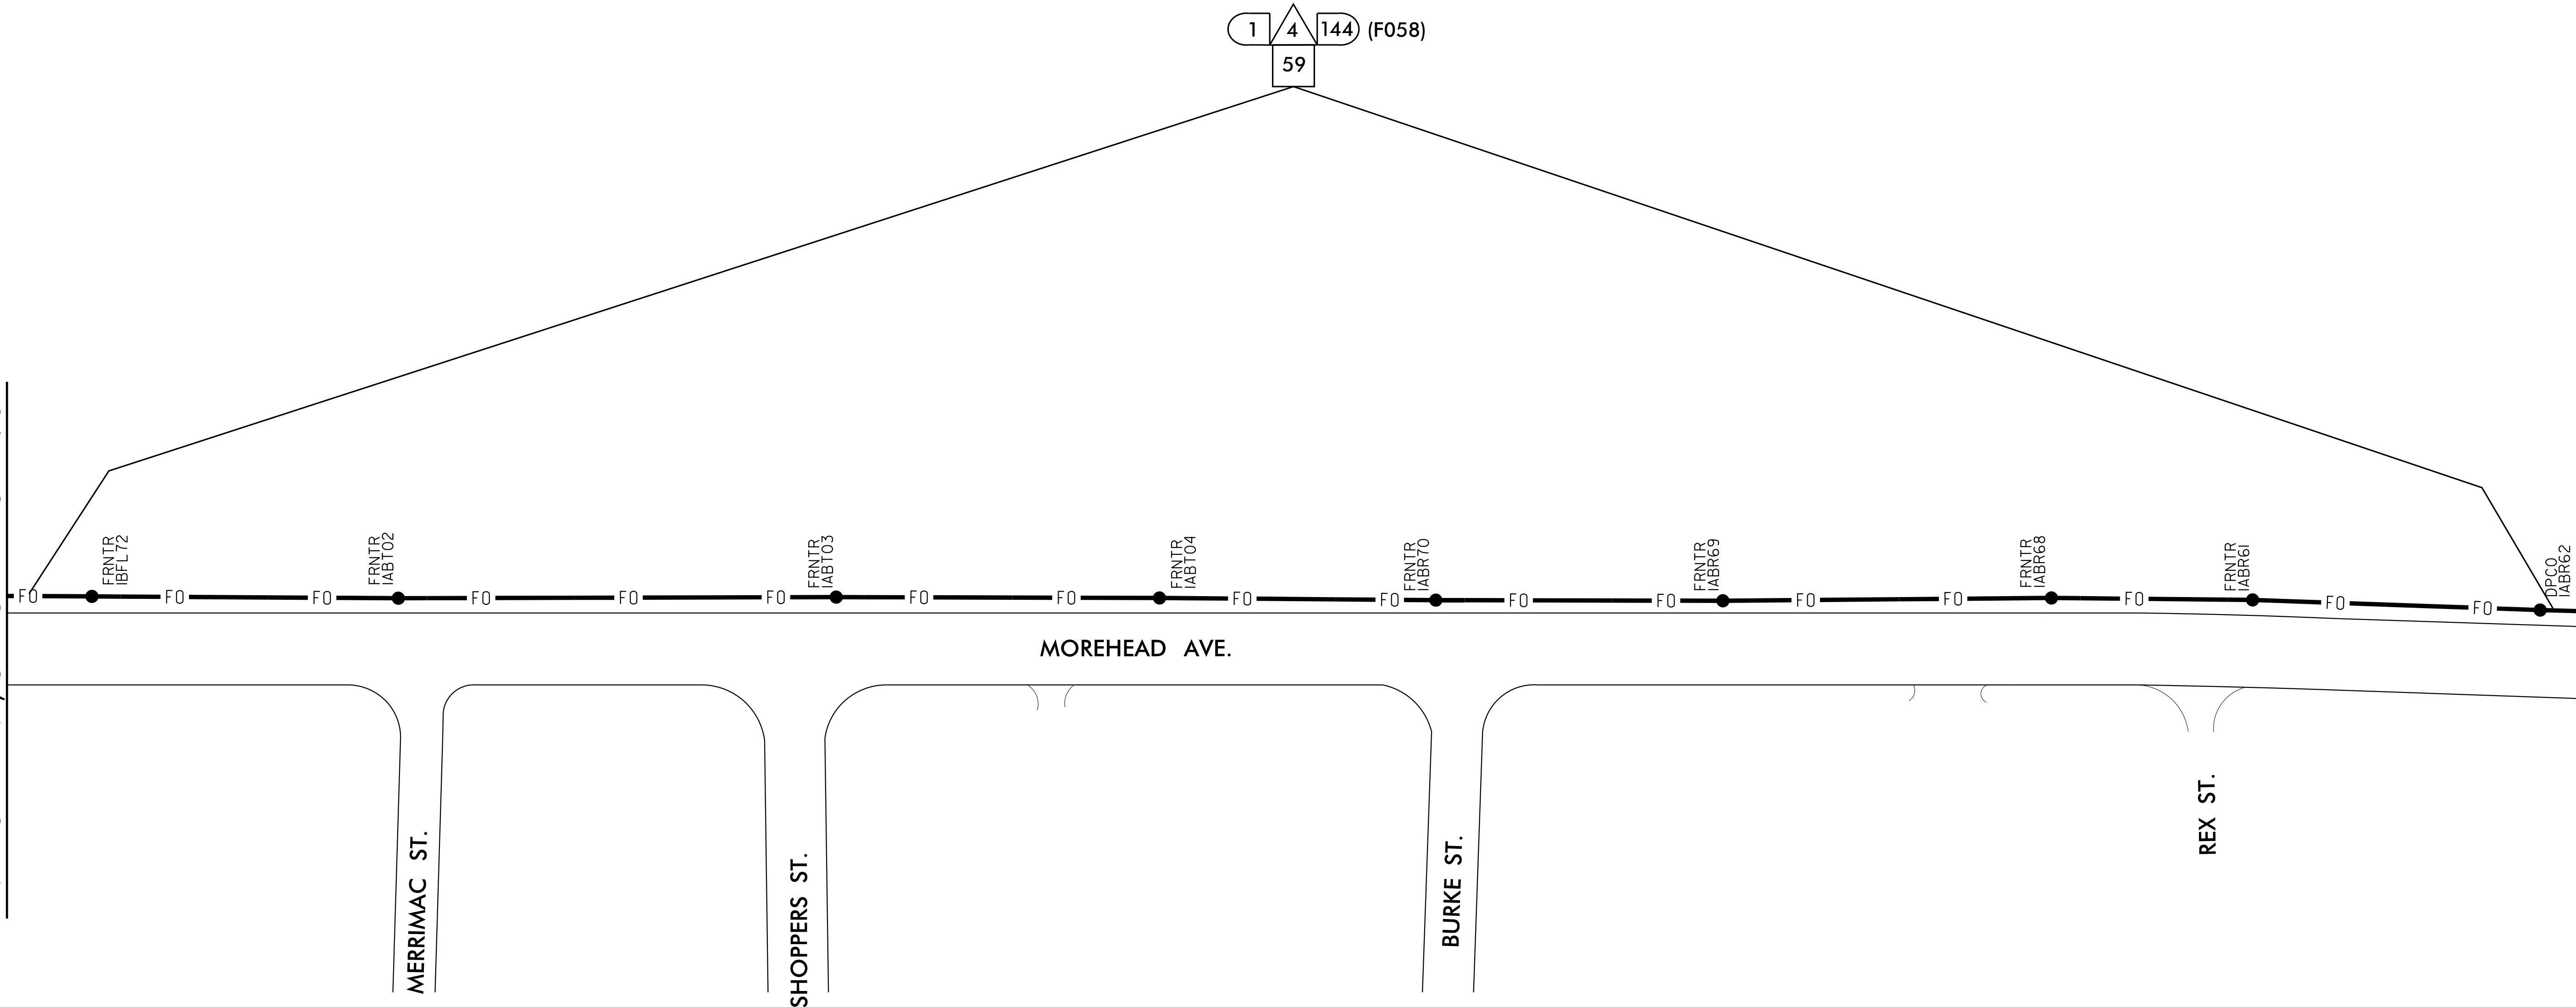 1 4 144 (F058)
59
FRNTR
IBFL72
FRNTR
IABT02
FRNTR
IABT03
FRNTR
IABT04
FRNTR
IABR70
FRNTR
IABR69
FRNTR
IABR68
FRNTR
IABR61
DPCO
IABR62
FO FO FO FO FO FO FO FO FO FO FO FO FO FO FO FO FO
MOREHEAD AVE.
MERRIMAC ST.
SHOPPERS ST.
BURKE ST.
REX ST.